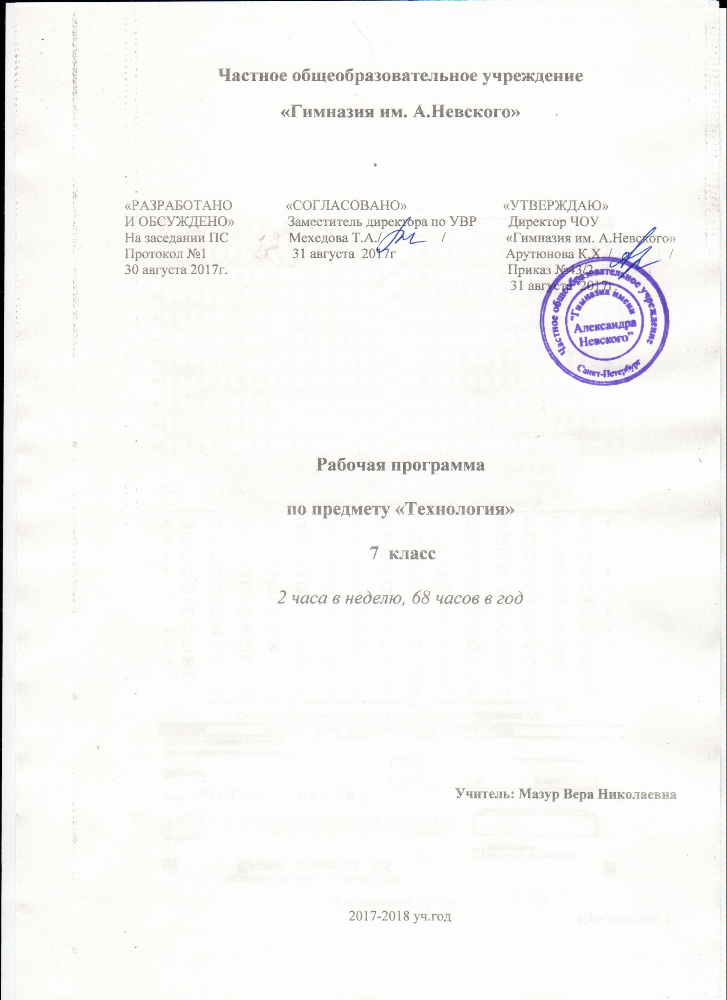 Частное общеобразовательное учреждение
«Гимназия им. А.Невского»
«РАЗРАБОТАНО
И ОБСУЖДЕНО»
На заседании ПС
Протокол №1
30 августа 2017г.
«СОГЛАСОВАНО»
Заместитель директора по УВР
Мехедова Т.А./ /
31 августа 2017г
«УТВЕРЖДАЮ»
Директор ЧОУ
«Гимназия им. А.Невского»
Арутюнова К.Х. / /
Приказ №43/2
31 августа 2017г.
Частное общеобразовательное учреждение
"Гимназия имени
Александра
Невского"
Санкт-Петербург
Рабочая программа
по предмету «Технология»
7 класс
2 часа в неделю, 68 часов в год
Учитель: Мазур Вера Николаевна
2017-2018 уч.год